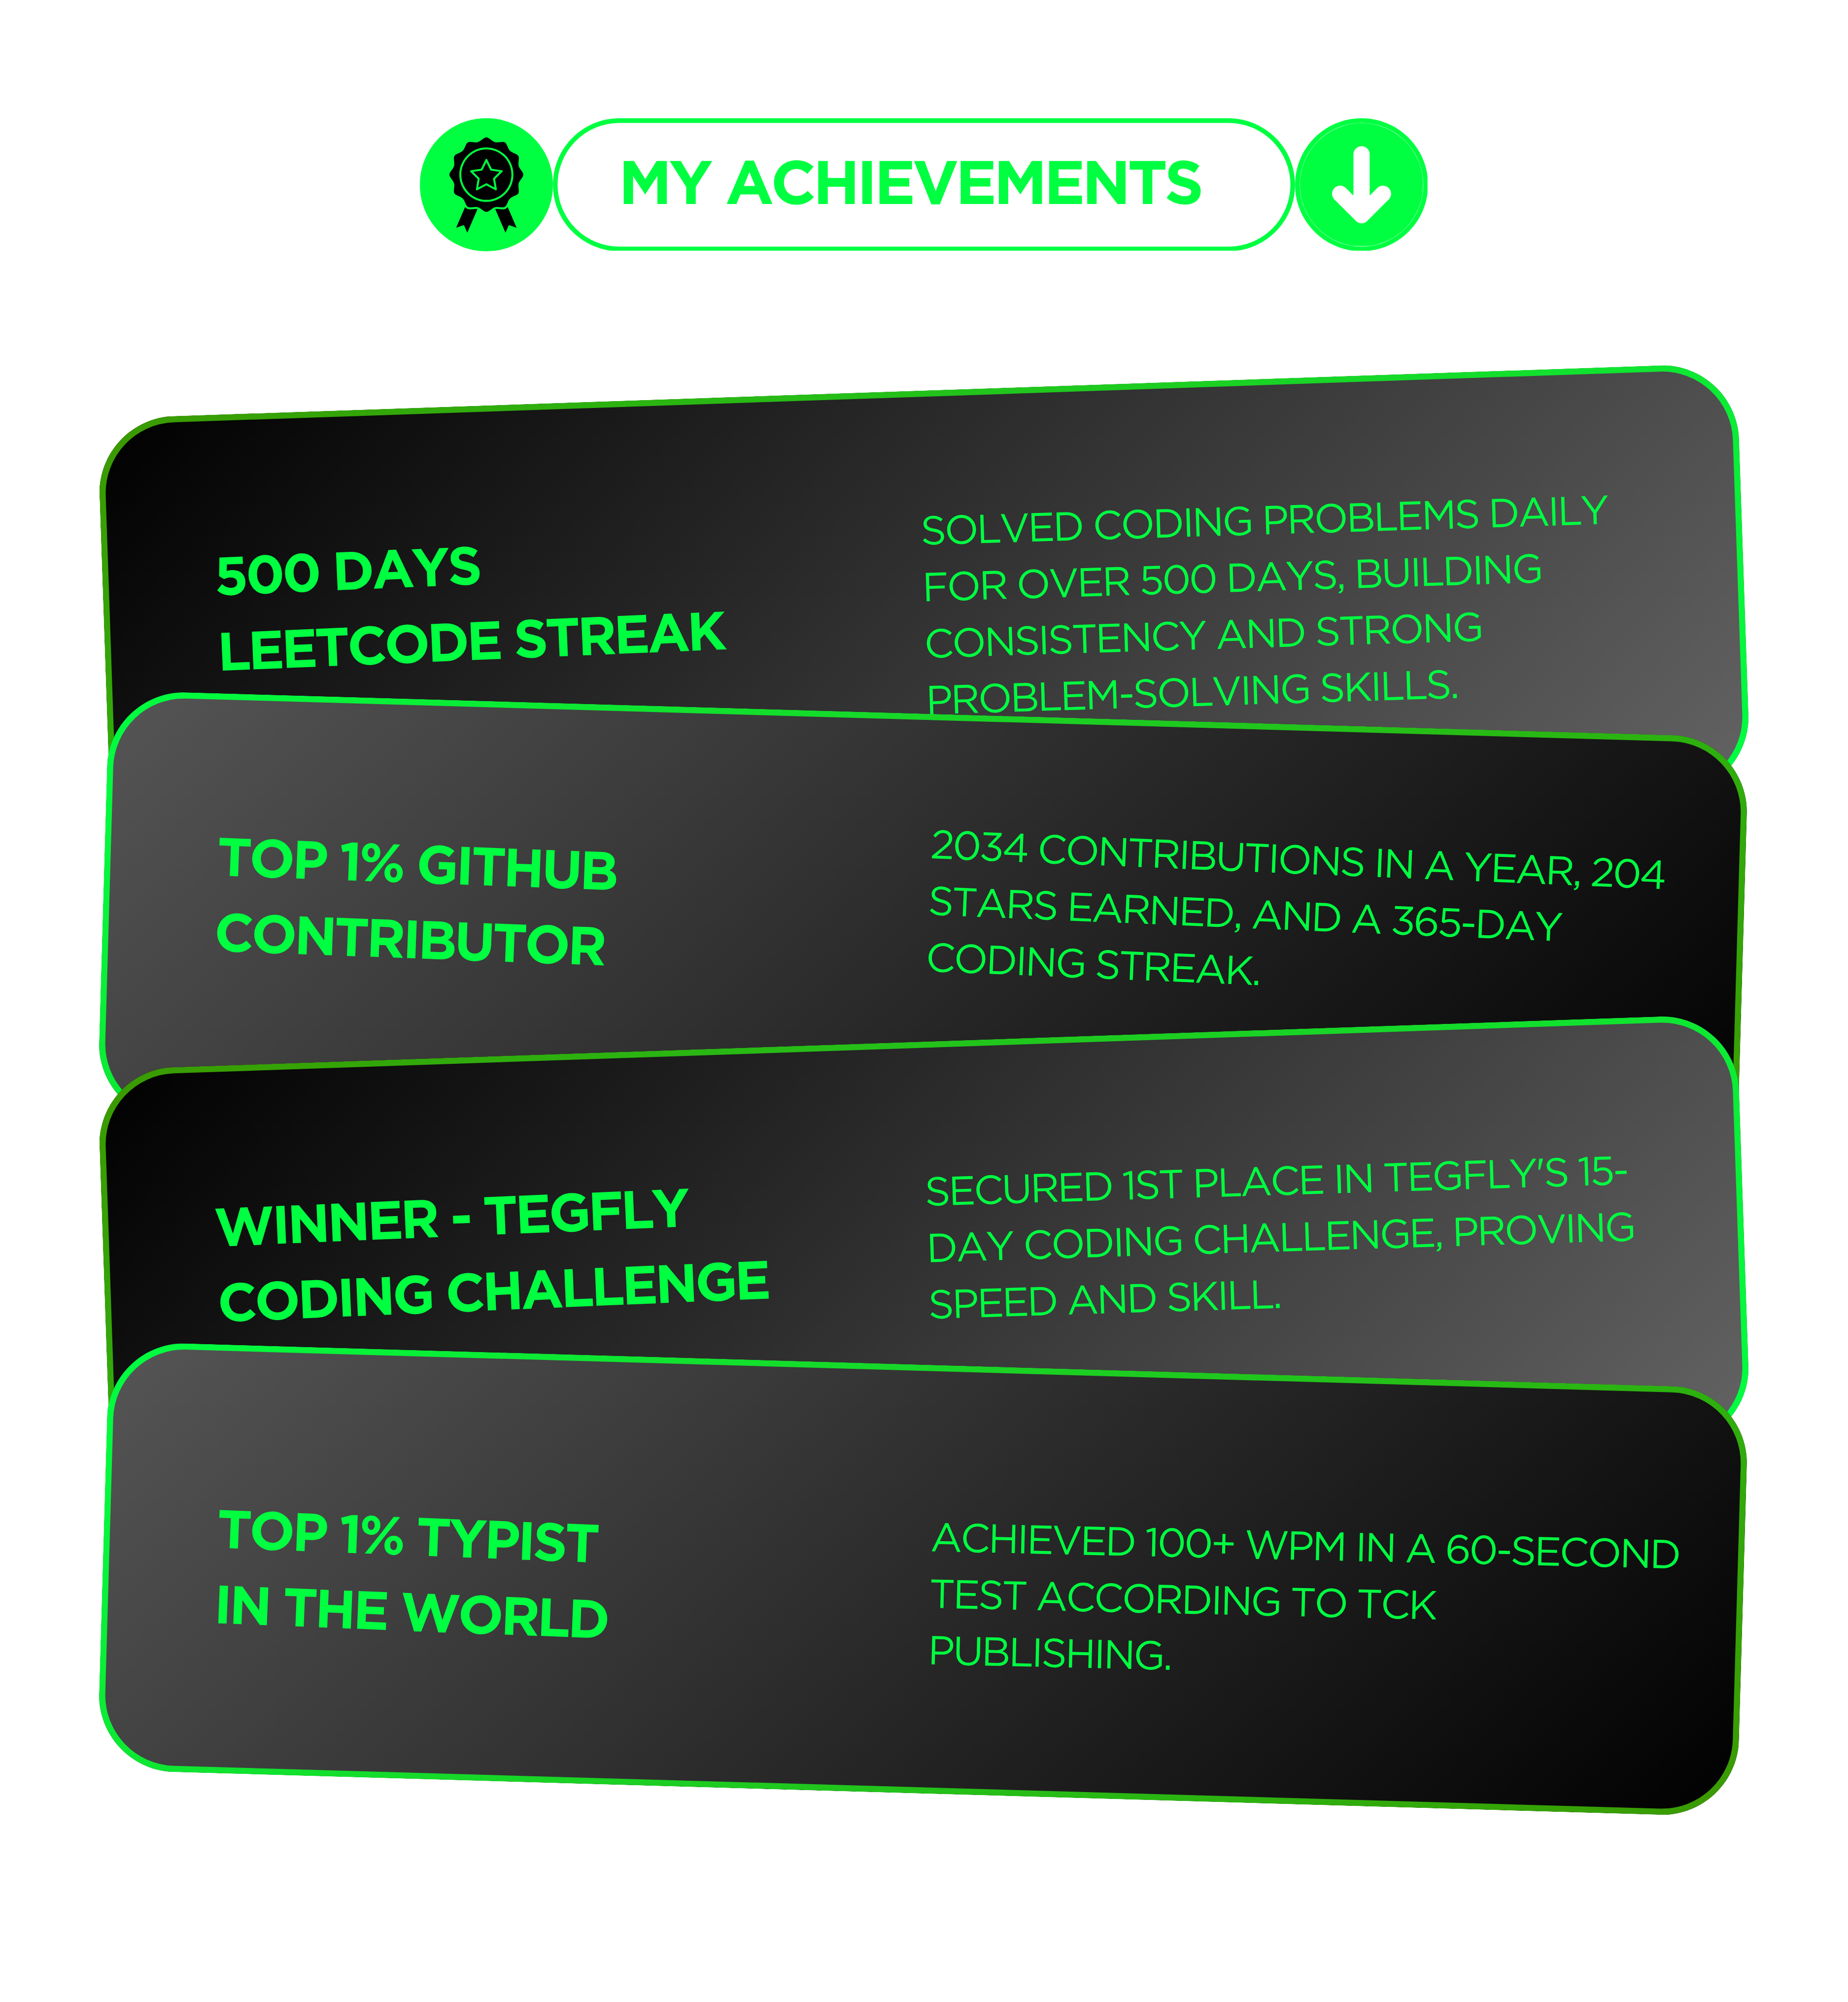 MY ACHIEVEMENTS
500 DAYS
LEETCODE STREAK
SOLVED CODING PROBLEMS DAILY
FOR OVER 500 DAYS, BUILDING
CONSISTENCY AND STRONG
PROBLEM-SOLVING SKILLS.
TOP 1% GITHUB
CONTRIBUTOR
2034 CONTRIBUTIONS IN A YEAR, 204
STARS EARNED, AND A 365-DAY
CODING STREAK.
WINNER - TEGFLY
CODING CHALLENGE
SECURED 1ST PLACE IN TEGFLY'S 15-
DAY CODING CHALLENGE, PROVING
SPEED AND SKILL.
TOP 1% TYPIST
IN THE WORLD
ACHIEVED 100+ WPM IN A 60-SECOND
TEST ACCORDING TO TCK
PUBLISHING.